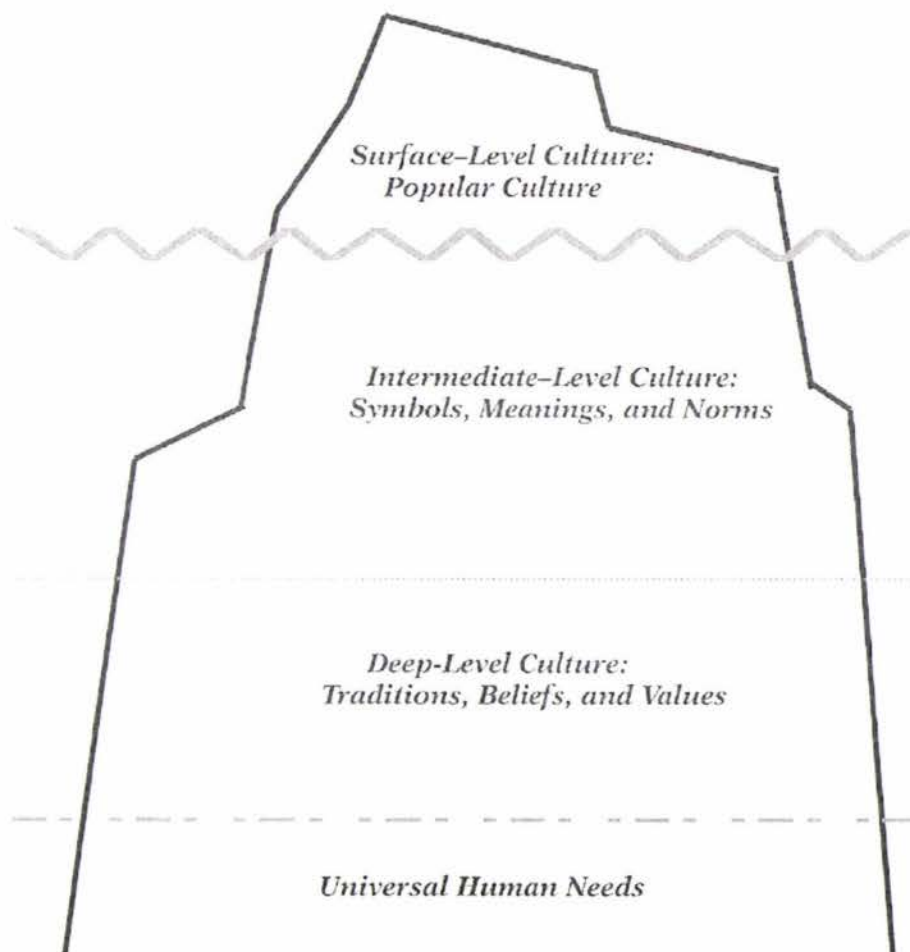 Surface–Level Culture:
Popular Culture
Intermediate–Level Culture:
Symbols, Meanings, and Norms
Deep-Level Culture:
Traditions, Beliefs, and Values
Universal Human Needs